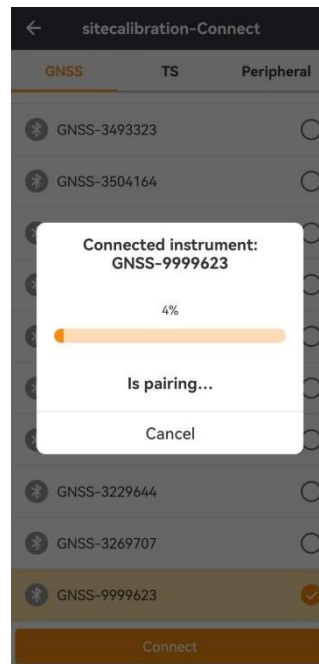 sitecalibration-Connect
GNSS TS Peripheral
GNSS-3493323
GNSS-3504164
Connected instrument:
GNSS-9999623
4%
Is pairing...
Cancel
GNSS-3229644
GNSS-3269707
GNSS-9999623
Connect